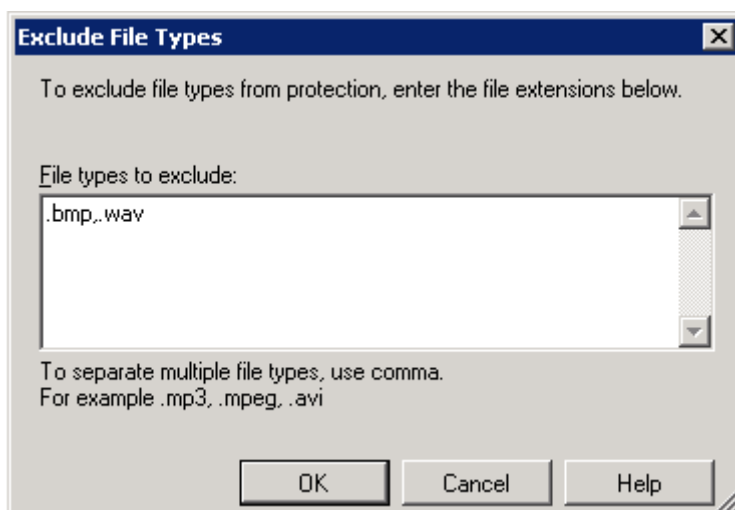 Exclude File Types
To exclude file types from protection, enter the file extensions below.
File types to exclude:
.bmp,.wav
To separate multiple file types, use comma.
For example .mp3, .mpeg, .avi
OK Cancel Help